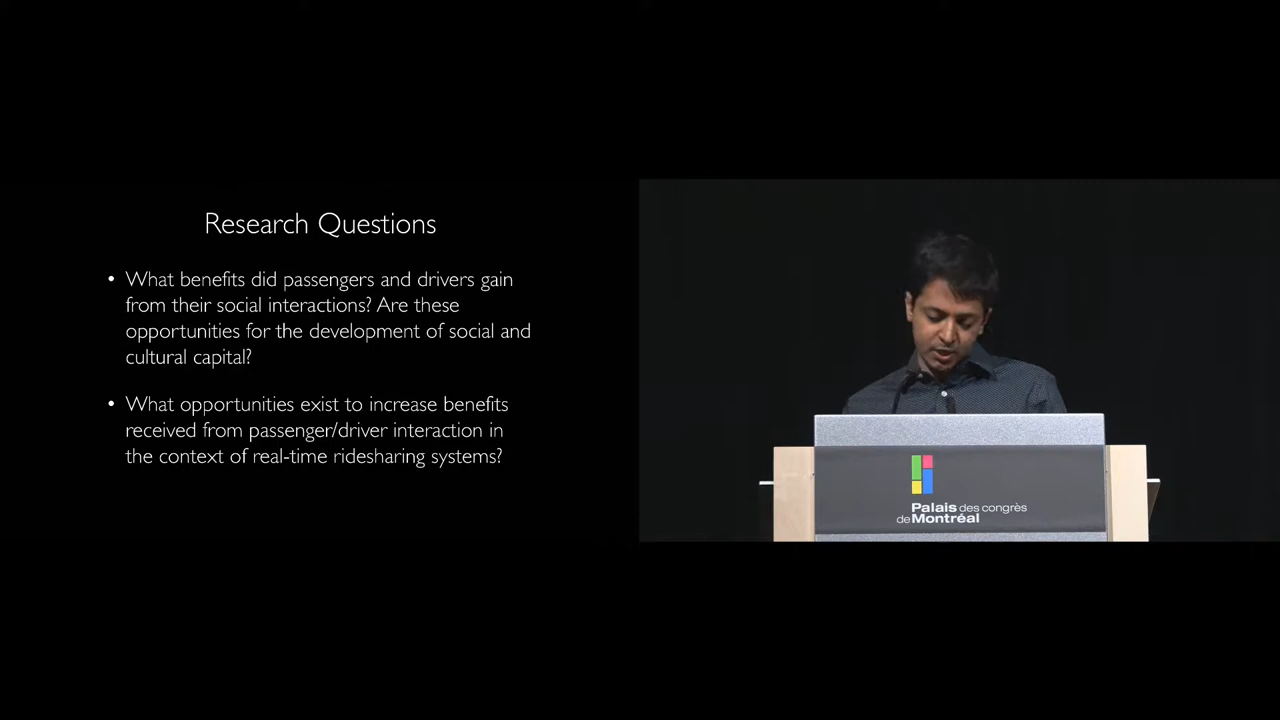 Research Questions
• What benefits did passengers and drivers gain
from their social interactions? Are these
opportunities for the development of social and
cultural capital?
• What opportunities exist to increase benefits
received from passenger/driver interaction in
the context of real-time ridesharing systems?
Palais des congrès
de Montréal